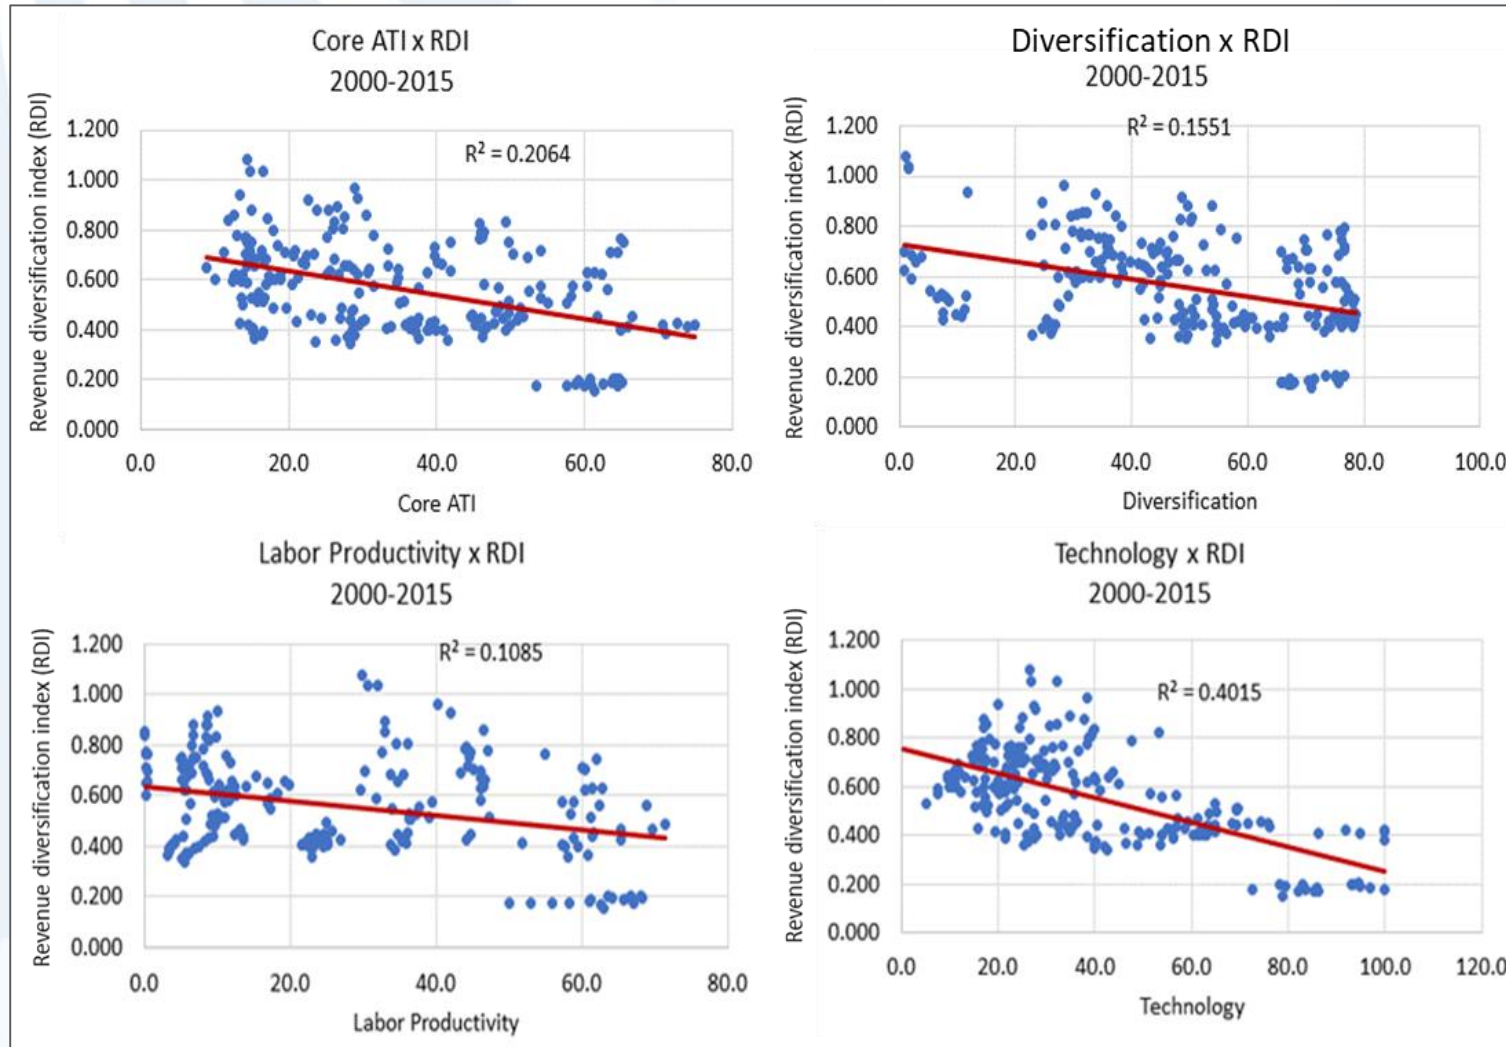 Core ATI x RDI
2000-2015
Revenue diversification index (RDI)
1.200
1.000
0.800
0.600
0.400
0.200
0.000
R² = 0.2064
0.0 20.0 40.0 60.0 80.0
Core ATI
Diversification x RDI
2000-2015
Revenue diversification index (RDI)
1.200
1.000
0.800
0.600
0.400
0.200
0.000
R² = 0.1551
0.0 20.0 40.0 60.0 80.0 100.0
Diversification
Labor Productivity x RDI
2000-2015
Revenue diversification index (RDI)
1.200
1.000
0.800
0.600
0.400
0.200
0.000
R² = 0.1085
0.0 20.0 40.0 60.0 80.0
Labor Productivity
Technology x RDI
2000-2015
Revenue diversification index (RDI)
1.200
1.000
0.800
0.600
0.400
0.200
0.000
R² = 0.4015
0.0 20.0 40.0 60.0 80.0 100.0 120.0
Technology